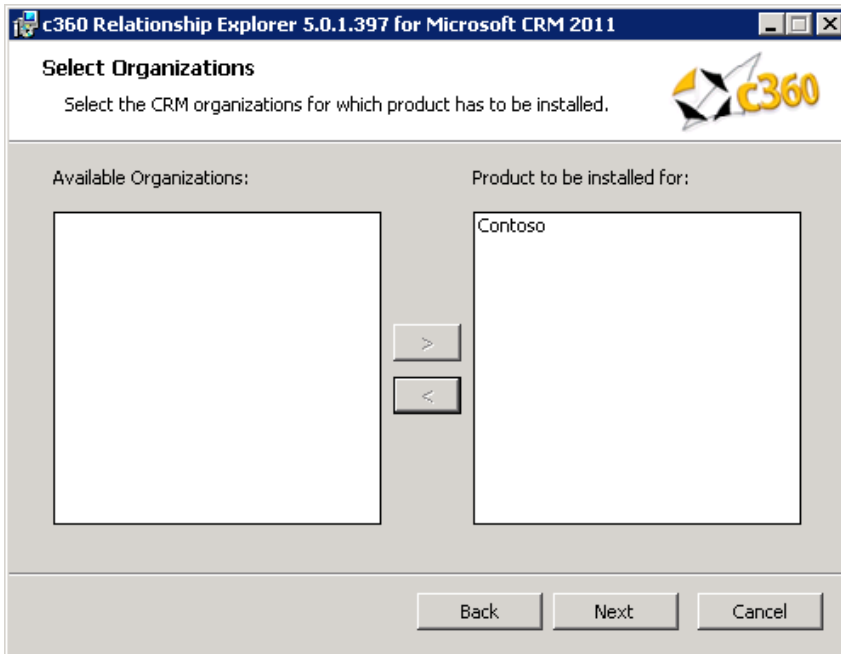 c360 Relationship Explorer 5.0.1.397 for Microsoft CRM 2011
Select Organizations
Select the CRM organizations for which product has to be installed.
c360
Available Organizations:
Product to be installed for:
Contoso
>
<
Back
Next
Cancel